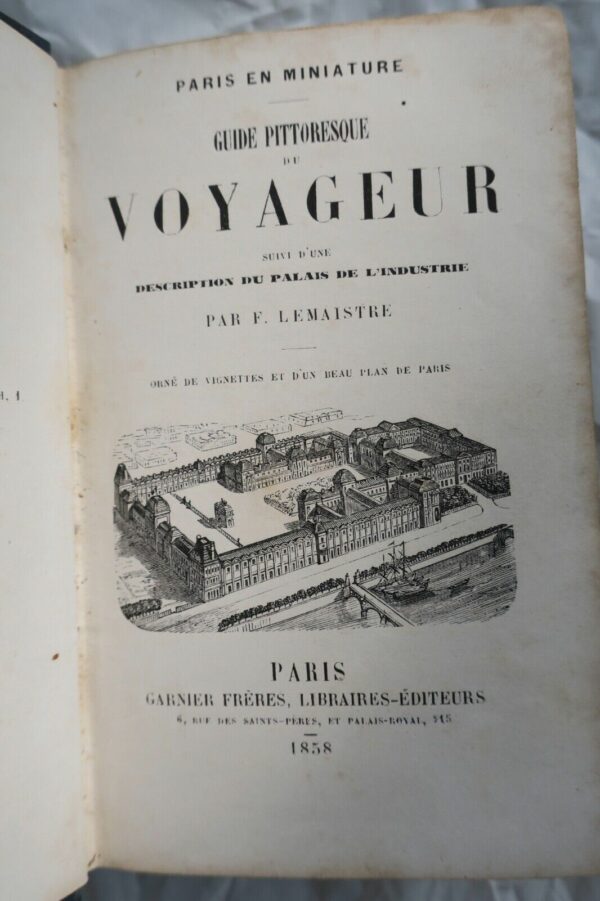 PARIS EN MINIATURE
GUIDE PITTORESQUE
DU
VOYAGEUR
SUIVI D'UNE
DESCRIPTION DU PALAIS DE L'INDUSTRIE
PAR F. LEMAISTRE
ORNÉ DE VIGNETTES ET D'UN BEAU PLAN DE PARIS
PARIS
GARNIER FRÈRES, LIBRAIRES-ÉDITEURS
6, RUE DES SAINTS-PÈRES, ET PALAIS-ROYAL, 215
1858